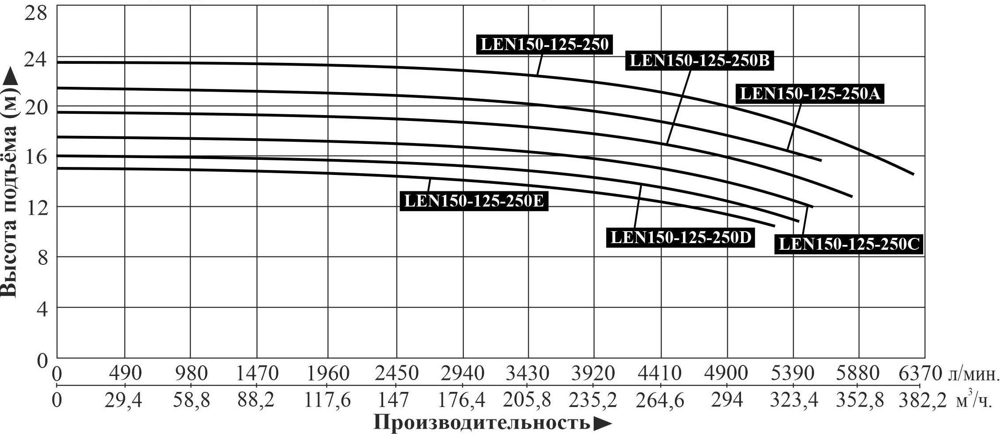 28
LEN150-125-250
24
LEN150-125-250B
LEN150-125-250A
20
16
LEN150-125-250E
12
LEN150-125-250D
LEN150-125-250C
8
4
0
Высота подъёма (м)
0 490 980 1470 1960 2450 2940 3430 3920 4410 4900 5390 5880 6370 л/мин.
0 29,4 58,8 88,2 117,6 147 176,4 205,8 235,2 264,6 294 323,4 352,8 382,2 м³/ч.
Производительность